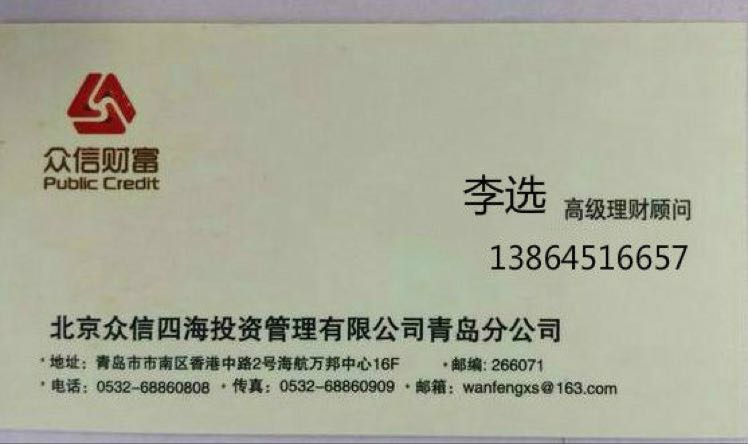 众信财富
Public Credit
李选 高级理财顾问
13864516657
北京众信四海投资管理有限公司青岛分公司
·地址：青岛市市南区香港中路2号海航万邦中心16F ·邮编: 266071
·电话：0532-68860808 ·传真：0532-68860909 ·邮箱：wanfengxs@163.com